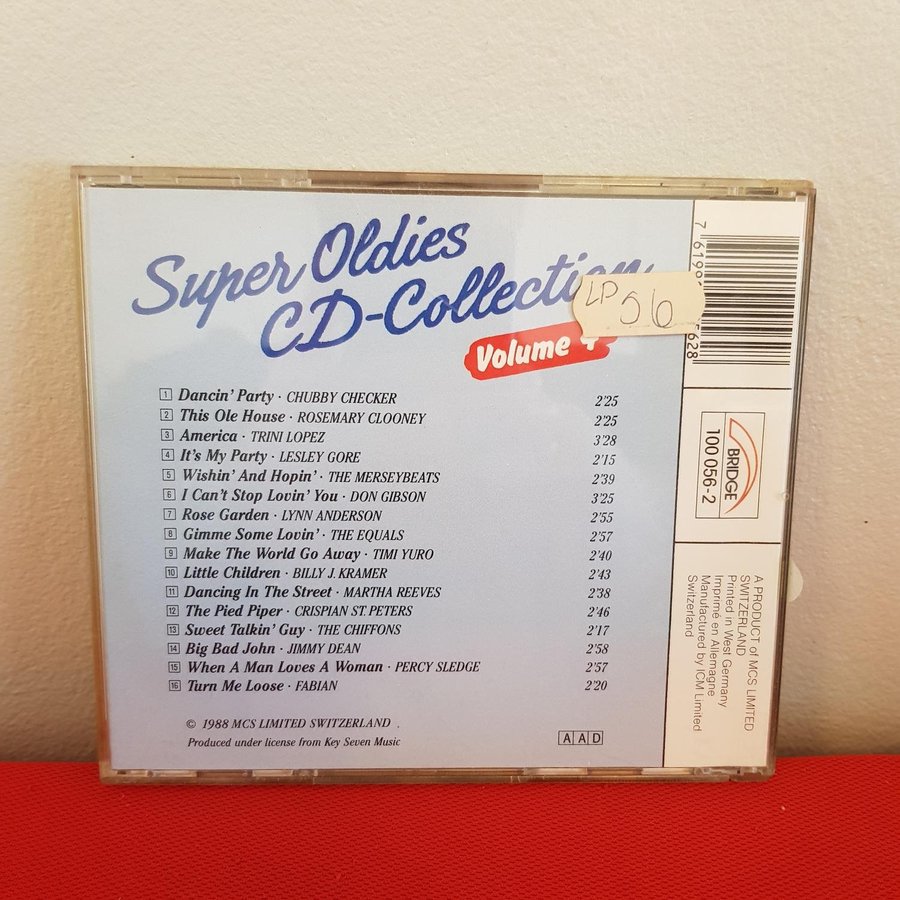 Super Oldies
CD-Collection
Volume 4
LP 56
1 Dancin' Party · CHUBBY CHECKER 2'25
2 This Ole House · ROSEMARY CLOONEY 2'25
3 America · TRINI LOPEZ 3'28
4 It's My Party · LESLEY GORE 2'15
5 Wishin' And Hopin' · THE MERSEYBEATS 2'39
6 I Can't Stop Lovin' You · DON GIBSON 3'25
7 Rose Garden · LYNN ANDERSON 2'55
8 Gimme Some Lovin' · THE EQUALS 2'57
9 Make The World Go Away · TIMI YURO 2'40
10 Little Children · BILLY J. KRAMER 2'43
11 Dancing In The Street · MARTHA REEVES 2'38
12 The Pied Piper · CRISPIAN ST. PETERS 2'46
13 Sweet Talkin' Guy · THE CHIFFONS 2'17
14 Big Bad John · JIMMY DEAN 2'58
15 When A Man Loves A Woman · PERCY SLEDGE 2'57
16 Turn Me Loose · FABIAN 2'20
© 1988 MCS LIMITED SWITZERLAND
Produced under license from Key Seven Music
AAD
BRIDGE
100 056-2
A PRODUCT of MCS LIMITED
SWITZERLAND
Printed in West Germany
Imprimé en Allemagne
Manufactured by ICM Limited
Switzerland